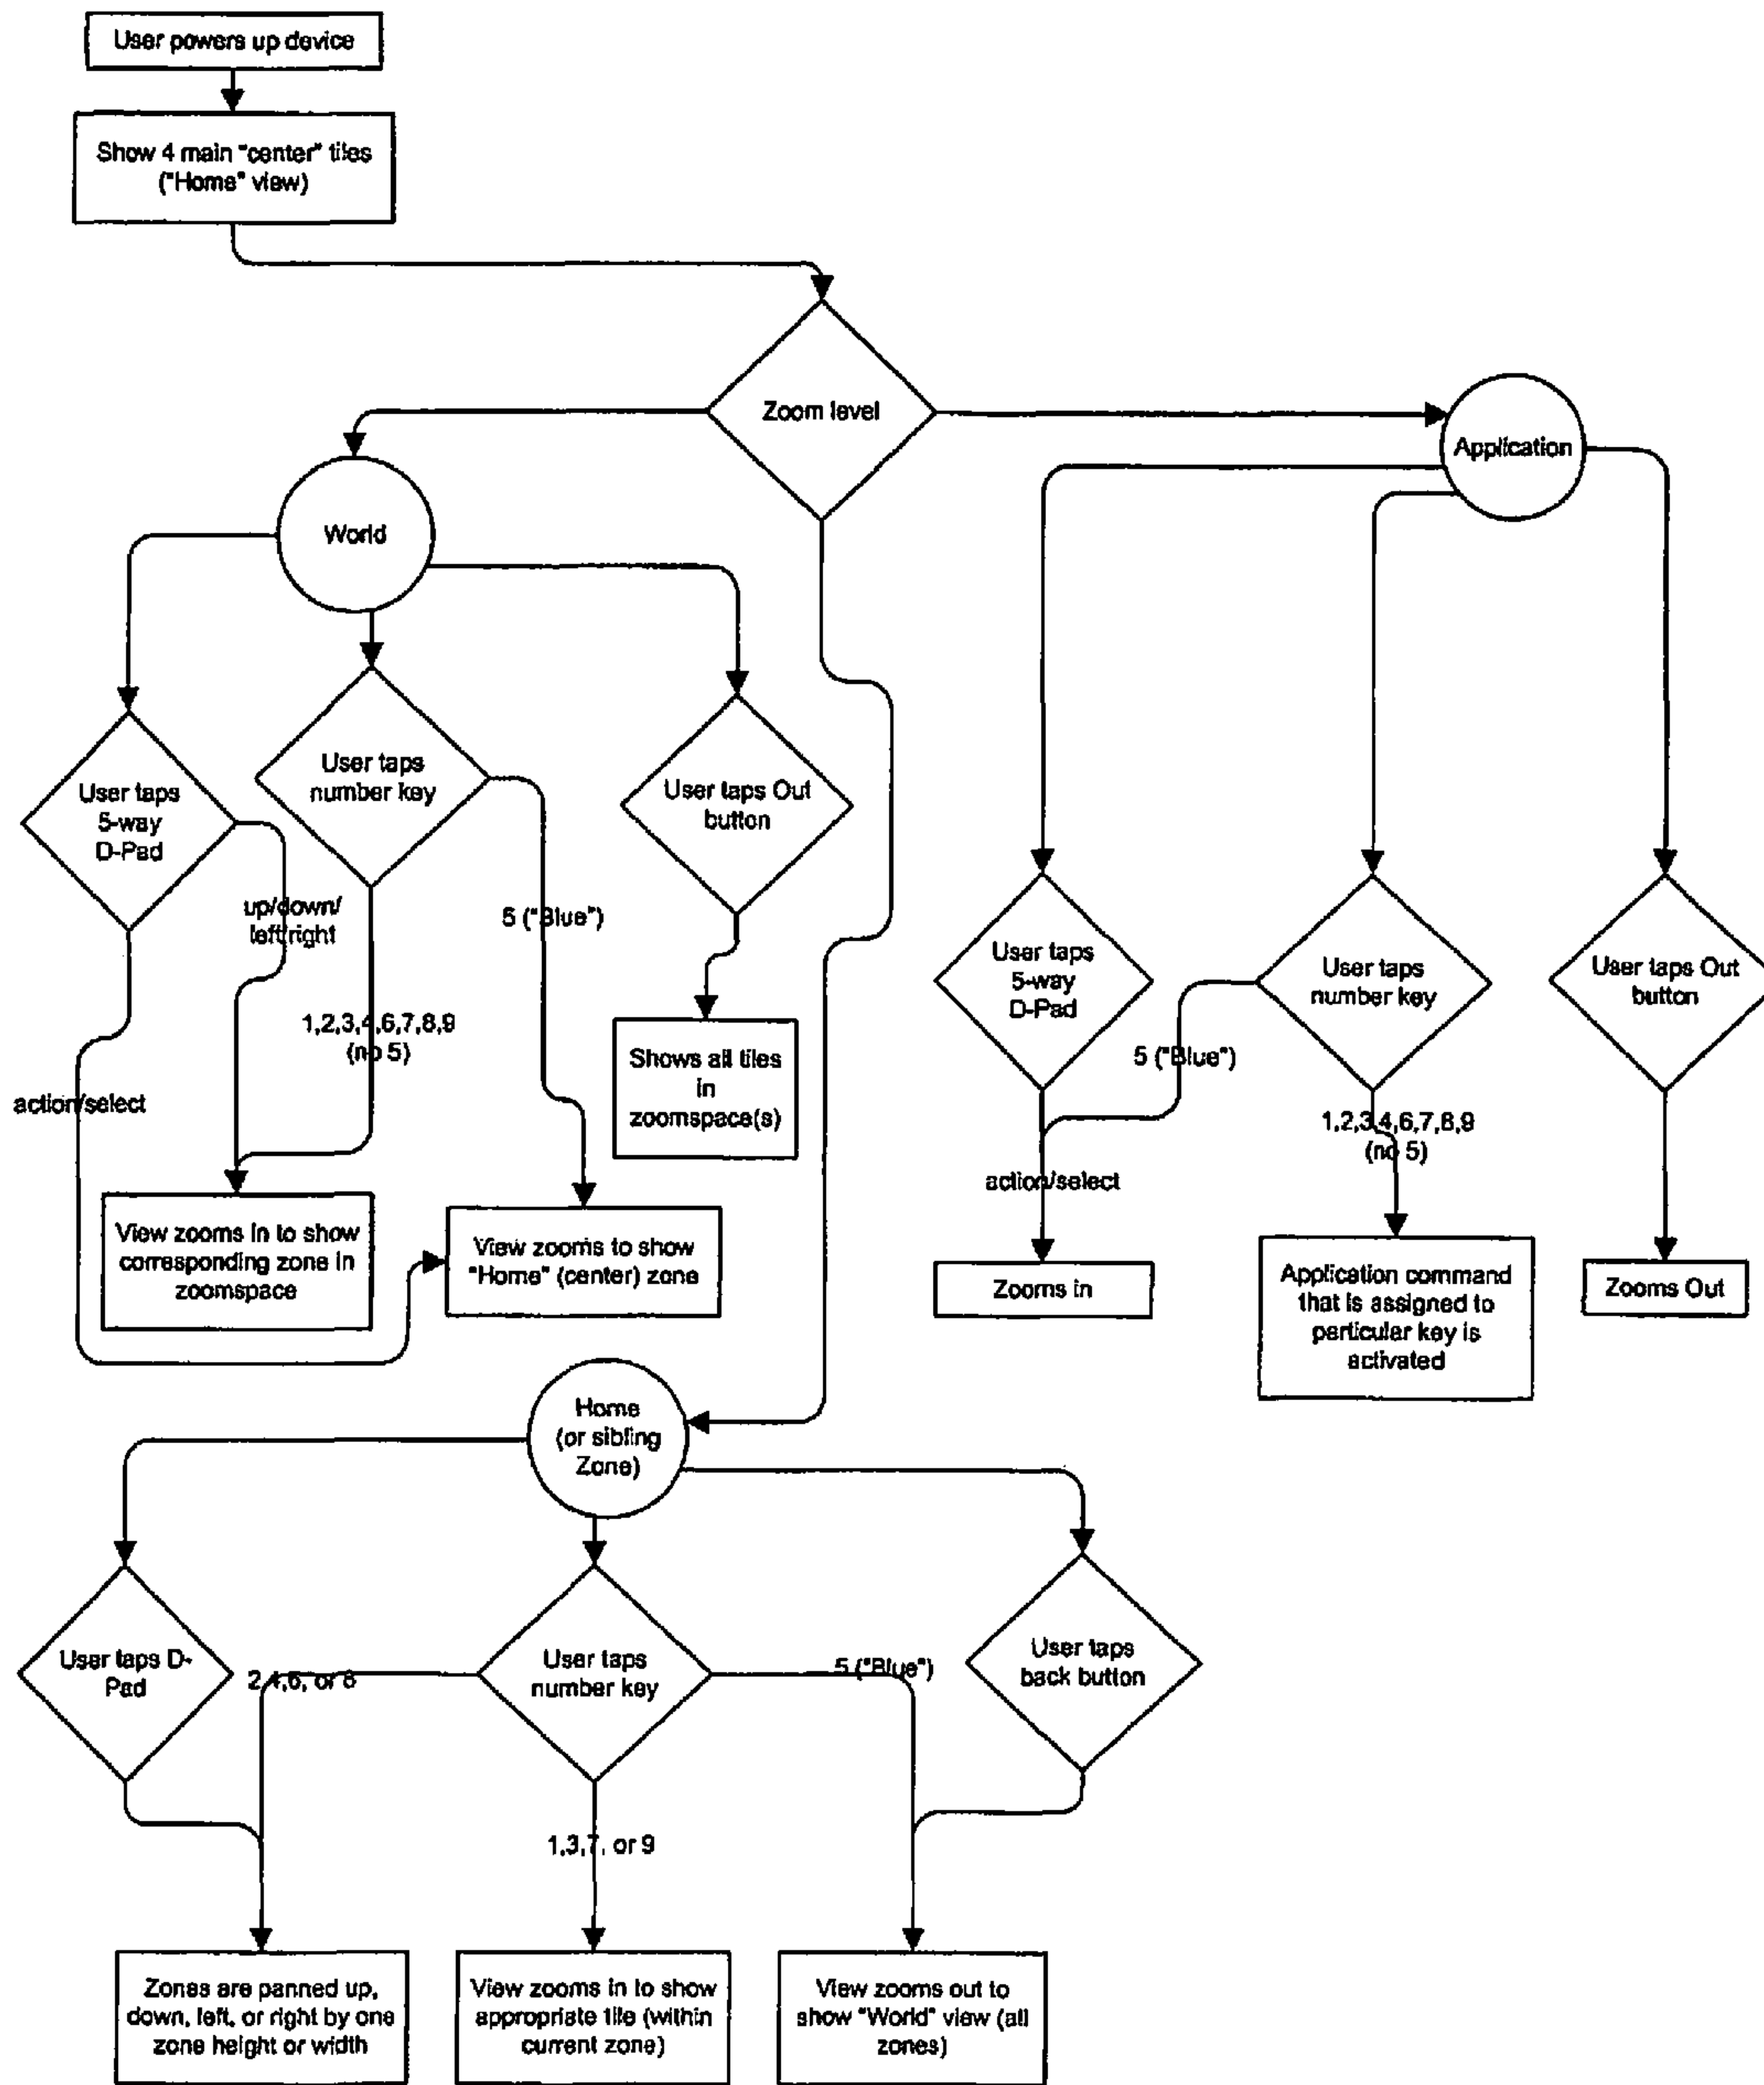 User powers up device
Show 4 main "center" tiles
("Home" view)
Zoom level
Application
World
User taps
5-way
D-Pad
User taps
number key
User taps Out
button
up/down/
left/right
5 ("Blue")
1,2,3,4,6,7,8,9
(no 5)
action/select
Shows all tiles
in
zoomspace(s)
User taps
5-way
D-Pad
User taps
number key
User taps Out
button
5 ("Blue")
1,2,3,4,6,7,8,9
(no 5)
action/select
View zooms in to show
corresponding zone in
zoomspace
View zooms to show
"Home" (center) zone
Zooms in
Application command
that is assigned to
particular key is
activated
Zooms Out
Home
(or sibling
Zone)
User taps D-
Pad
2,4,6, or 8
User taps
number key
5 ("Blue")
User taps
back button
1,3,7, or 9
Zones are panned up,
down, left, or right by one
zone height or width
View zooms in to show
appropriate tile (within
current zone)
View zooms out to
show "World" view (all
zones)